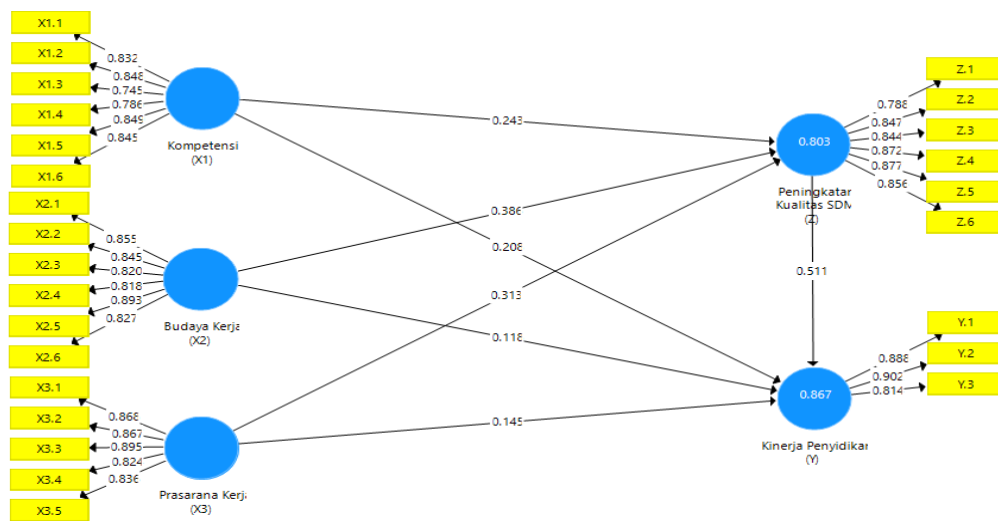 X1.1
X1.2
X1.3
X1.4
X1.5
X1.6
0.832
0.848
0.745
0.786
0.849
0.845
Kompetensi
(X1)
X2.1
X2.2
X2.3
X2.4
X2.5
X2.6
0.855
0.845
0.820
0.818
0.893
0.827
Budaya Kerja
(X2)
X3.1
X3.2
X3.3
X3.4
X3.5
0.868
0.867
0.895
0.824
0.836
Prasarana Kerj
(X3)
0.243
0.386
0.208
0.313
0.118
0.145
0.511
0.803
Peningkatar
Kualitas SDM
(Z)
0.788
0.847
0.844
0.872
0.877
0.856
Z.1
Z.2
Z.3
Z.4
Z.5
Z.6
0.867
Kinerja Penyidikar
(Y)
0.888
0.902
0.814
Y.1
Y.2
Y.3